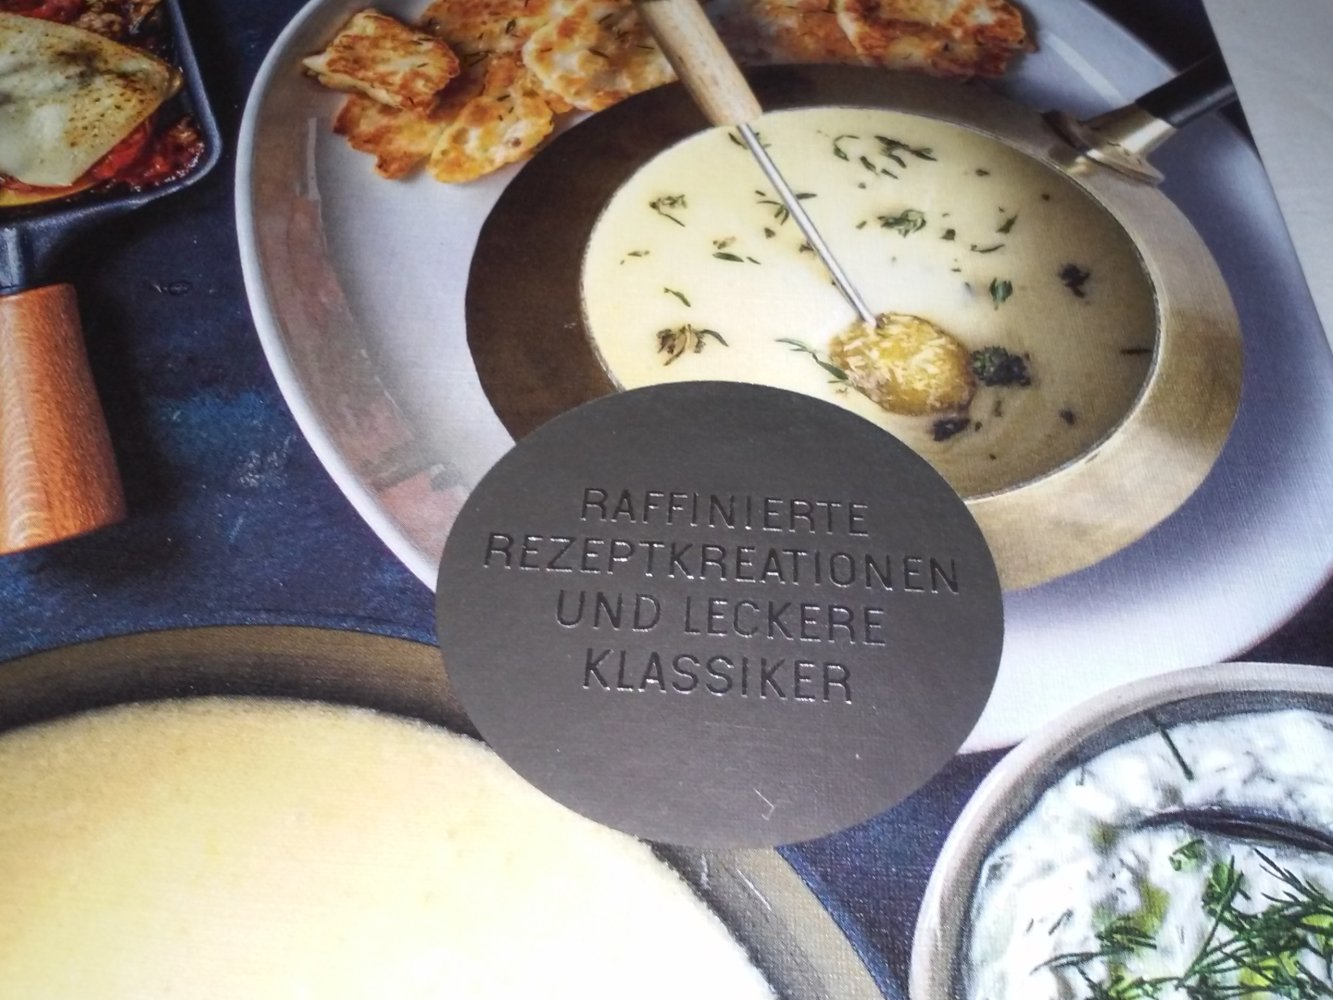 RAFFINIERTE
REZEPTKREATIONEN
UND LECKERE
KLASSIKER